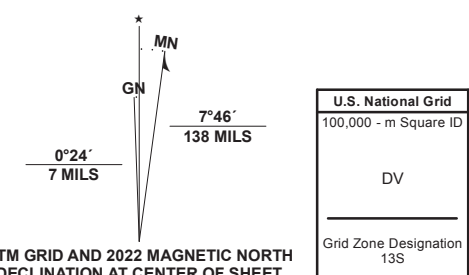 ★
MN
GN
7°46´
138 MILS
0°24´
7 MILS
TM GRID AND 2022 MAGNETIC NORTH
DECLINATION AT CENTER OF SHEET
U.S. National Grid
100,000 - m Square ID
DV
Grid Zone Designation
13S